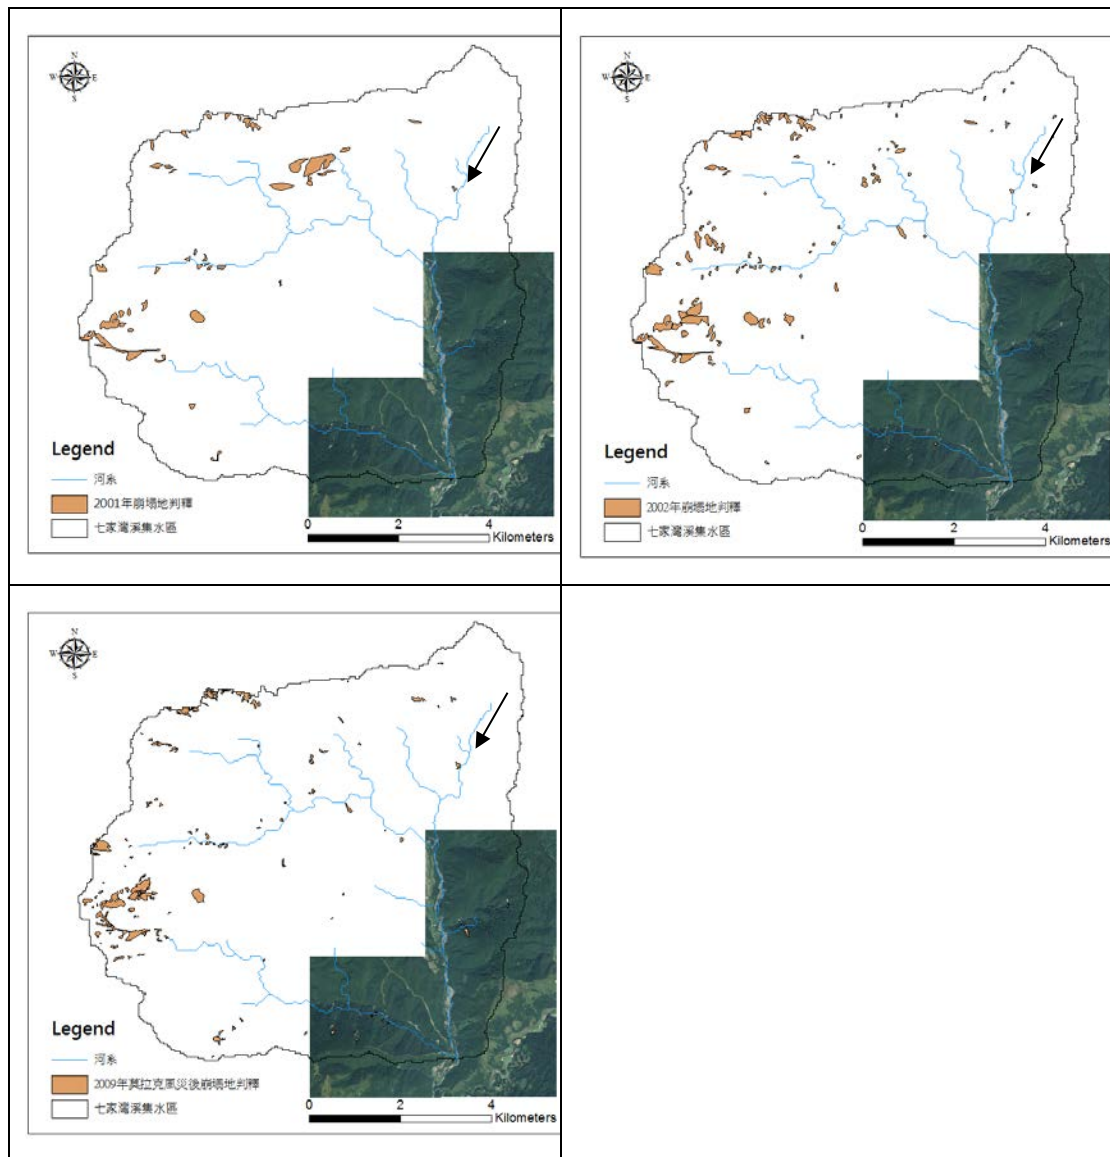 N
W E
S
Legend
河系
2001年崩塌地判釋
七家灣溪集水區
0 2 4
Kilometers
N
W E
S
Legend
河系
2002年崩塌地判釋
七家灣溪集水區
0 2 4
Kilometers
N
W E
S
Legend
河系
2009年莫拉克風災後崩塌地判釋
七家灣溪集水區
0 2 4
Kilometers